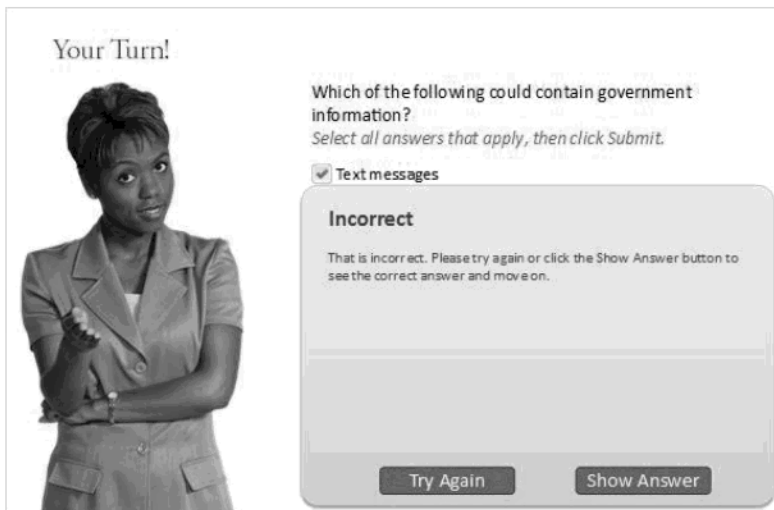 Your Turn!
Which of the following could contain government
information?
Select all answers that apply, then click Submit.
Text messages
Incorrect
That is incorrect. Please try again or click the Show Answer button to
see the correct answer and move on.
Try Again
Show Answer